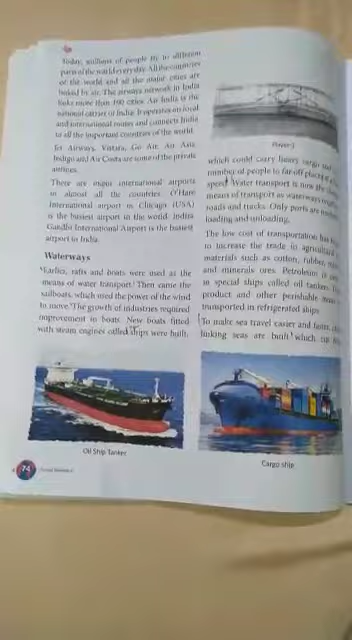 Today, millions of people fly to different
parts of the world every day. All the countries
of the world and all the major cities are
linked by air. The airways network in India
links more than 100 cities. Air India is the
national carrier of India. It operates on local
and international routes and connects India
to all the important countries of the world.
Jet Airways, Vistara, Go Air, Air Asia,
Indigo and Air Costa are some of the private
airlines.
There are major international airports
in almost all the countries. O'Hare
International airport in Chicago (USA)
is the busiest airport in the world. Indira
Gandhi International Airport is the busiest
airport in India.
Waterways
Earlier, rafts and boats were used as the
means of water transport. Then came the
sailboats, which used the power of the wind
to move. The growth of industries required
improvement in boats. New boats fitted
with steam engines called ships were built,
which could carry heavy cargo and
number of people to far-off places
speed. Water transport is now the
means of transport as waterways
roads and tracks. Only ports are
loading and unloading.
The low cost of transportation has
to increase the trade in agricultural
materials such as cotton, rubber,
and minerals ores. Petroleum is
in special ships called oil tankers.
product and other perishable
transported in refrigerated ships.
To make sea travel easier and faster,
linking seas are built which
Oil Ship Tanker
Cargo ship
74